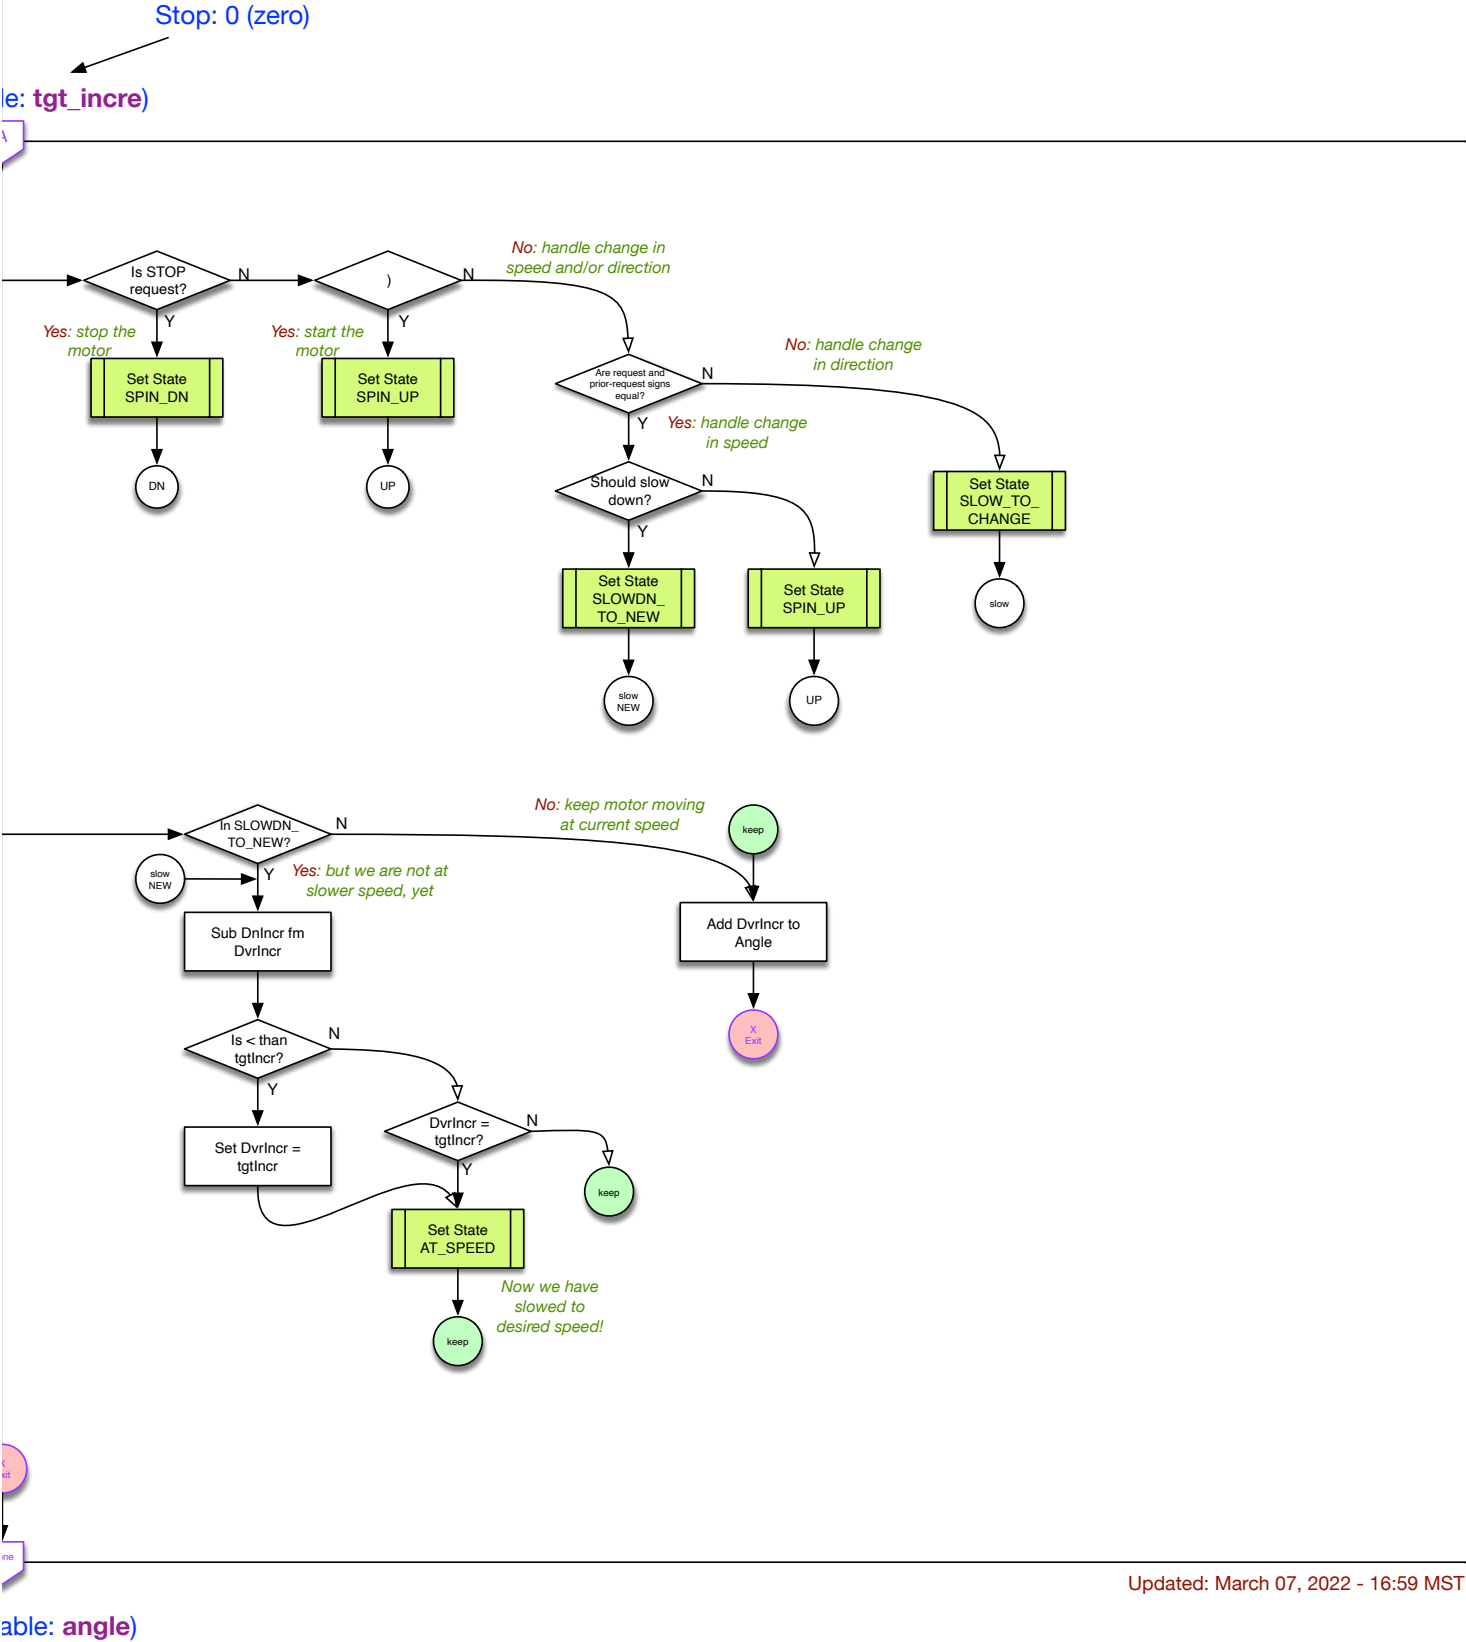 Stop: 0 (zero)
le: tgt_incre)
A
No: handle change in
speed and/or direction
Is STOP
request?
N
)
N
Y
Y
Yes: stop the
motor
Yes: start the
motor
Set State
SPIN_DN
Set State
SPIN_UP
DN
UP
No: handle change
in direction
Are request and
prior-request signs
equal?
N
Y
Yes: handle change
in speed
Should slow
down?
N
Y
Set State
SLOW_TO_
CHANGE
slow
Set State
SLOWDN_
TO_NEW
Set State
SPIN_UP
slow
NEW
UP
No: keep motor moving
at current speed
keep
In SLOWDN_
TO_NEW?
N
Y
slow
NEW
Yes: but we are not at
slower speed, yet
Sub DnIncr fm
DvrIncr
Add DvrIncr to
Angle
X
Exit
Is < than
tgtIncr?
N
Y
DvrIncr =
tgtIncr?
N
Y
Set DvrIncr =
tgtIncr
keep
Set State
AT_SPEED
Now we have
slowed to
desired speed!
keep
X
xit
one
Updated: March 07, 2022 - 16:59 MST
able: angle)